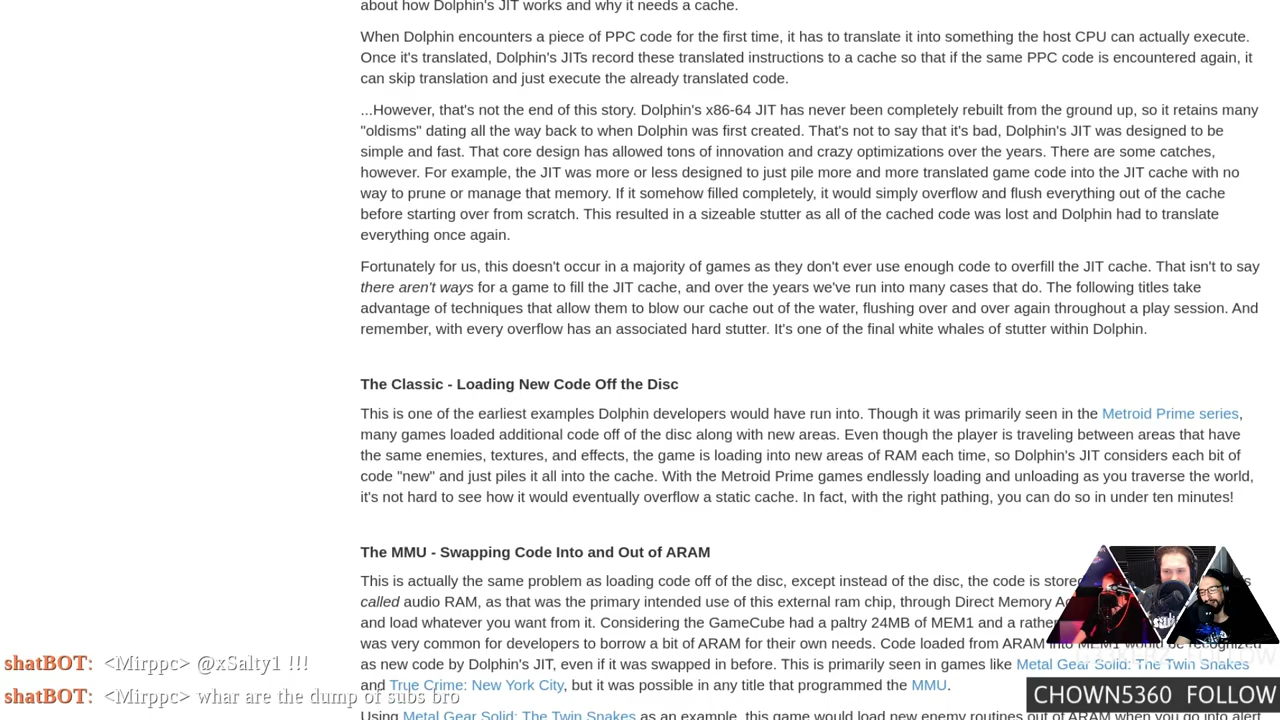 about how Dolphin's JIT works and why it needs a cache.
When Dolphin encounters a piece of PPC code for the first time, it has to translate it into something the host CPU can actually execute.
Once it's translated, Dolphin's JITs record these translated instructions to a cache so that if the same PPC code is encountered again, it
can skip translation and just execute the already translated code.
...However, that's not the end of this story. Dolphin's x86-64 JIT has never been completely rebuilt from the ground up, so it retains many
"oldisms" dating all the way back to when Dolphin was first created. That's not to say that it's bad, Dolphin's JIT was designed to be
simple and fast. That core design has allowed tons of innovation and crazy optimizations over the years. There are some catches,
however. For example, the JIT was more or less designed to just pile more and more translated game code into the JIT cache with no
way to prune or manage that memory. If it somehow filled completely, it would simply overflow and flush everything out of the cache
before starting over from scratch. This resulted in a sizeable stutter as all of the cached code was lost and Dolphin had to translate
everything once again.
Fortunately for us, this doesn't occur in a majority of games as they don't ever use enough code to overfill the JIT cache. That isn't to say
there aren't ways for a game to fill the JIT cache, and over the years we've run into many cases that do. The following titles take
advantage of techniques that allow them to blow our cache out of the water, flushing over and over again throughout a play session. And
remember, with every overflow has an associated hard stutter. It's one of the final white whales of stutter within Dolphin.
The Classic - Loading New Code Off the Disc
This is one of the earliest examples Dolphin developers would have run into. Though it was primarily seen in the Metroid Prime series,
many games loaded additional code off of the disc along with new areas. Even though the player is traveling between areas that have
the same enemies, textures, and effects, the game is loading into new areas of RAM each time, so Dolphin's JIT considers each bit of
code "new" and just piles it all into the cache. With the Metroid Prime games endlessly loading and unloading as you traverse the world,
it's not hard to see how it would eventually overflow a static cache. In fact, with the right pathing, you can do so in under ten minutes!
The MMU - Swapping Code Into and Out of ARAM
This is actually the same problem as loading code off of the disc, except instead of the disc, the code is stored
called audio RAM, as that was the primary intended use of this external ram chip, through Direct Memory
and load whatever you want from it. Considering the GameCube had a paltry 24MB of MEM1 and a rather
was very common for developers to borrow a bit of ARAM for their own needs. Code loaded from ARAM into MEM1 recognized
as new code by Dolphin's JIT, even if it was swapped in before. This is primarily seen in games like Metal Gear Solid: The Twin Snakes
and True Crime: New York City, but it was possible in any title that programmed the MMU.
Using Metal Gear Solid: The Twin Snakes as an example, this game would load new enemy routines out of ARAM when you go into alert
shatBOT: <Mirppc> @xSalty1 !!!
shatBOT: <Mirppc> whar are the dump of subs bro
CHOWN5360 FOLLOW